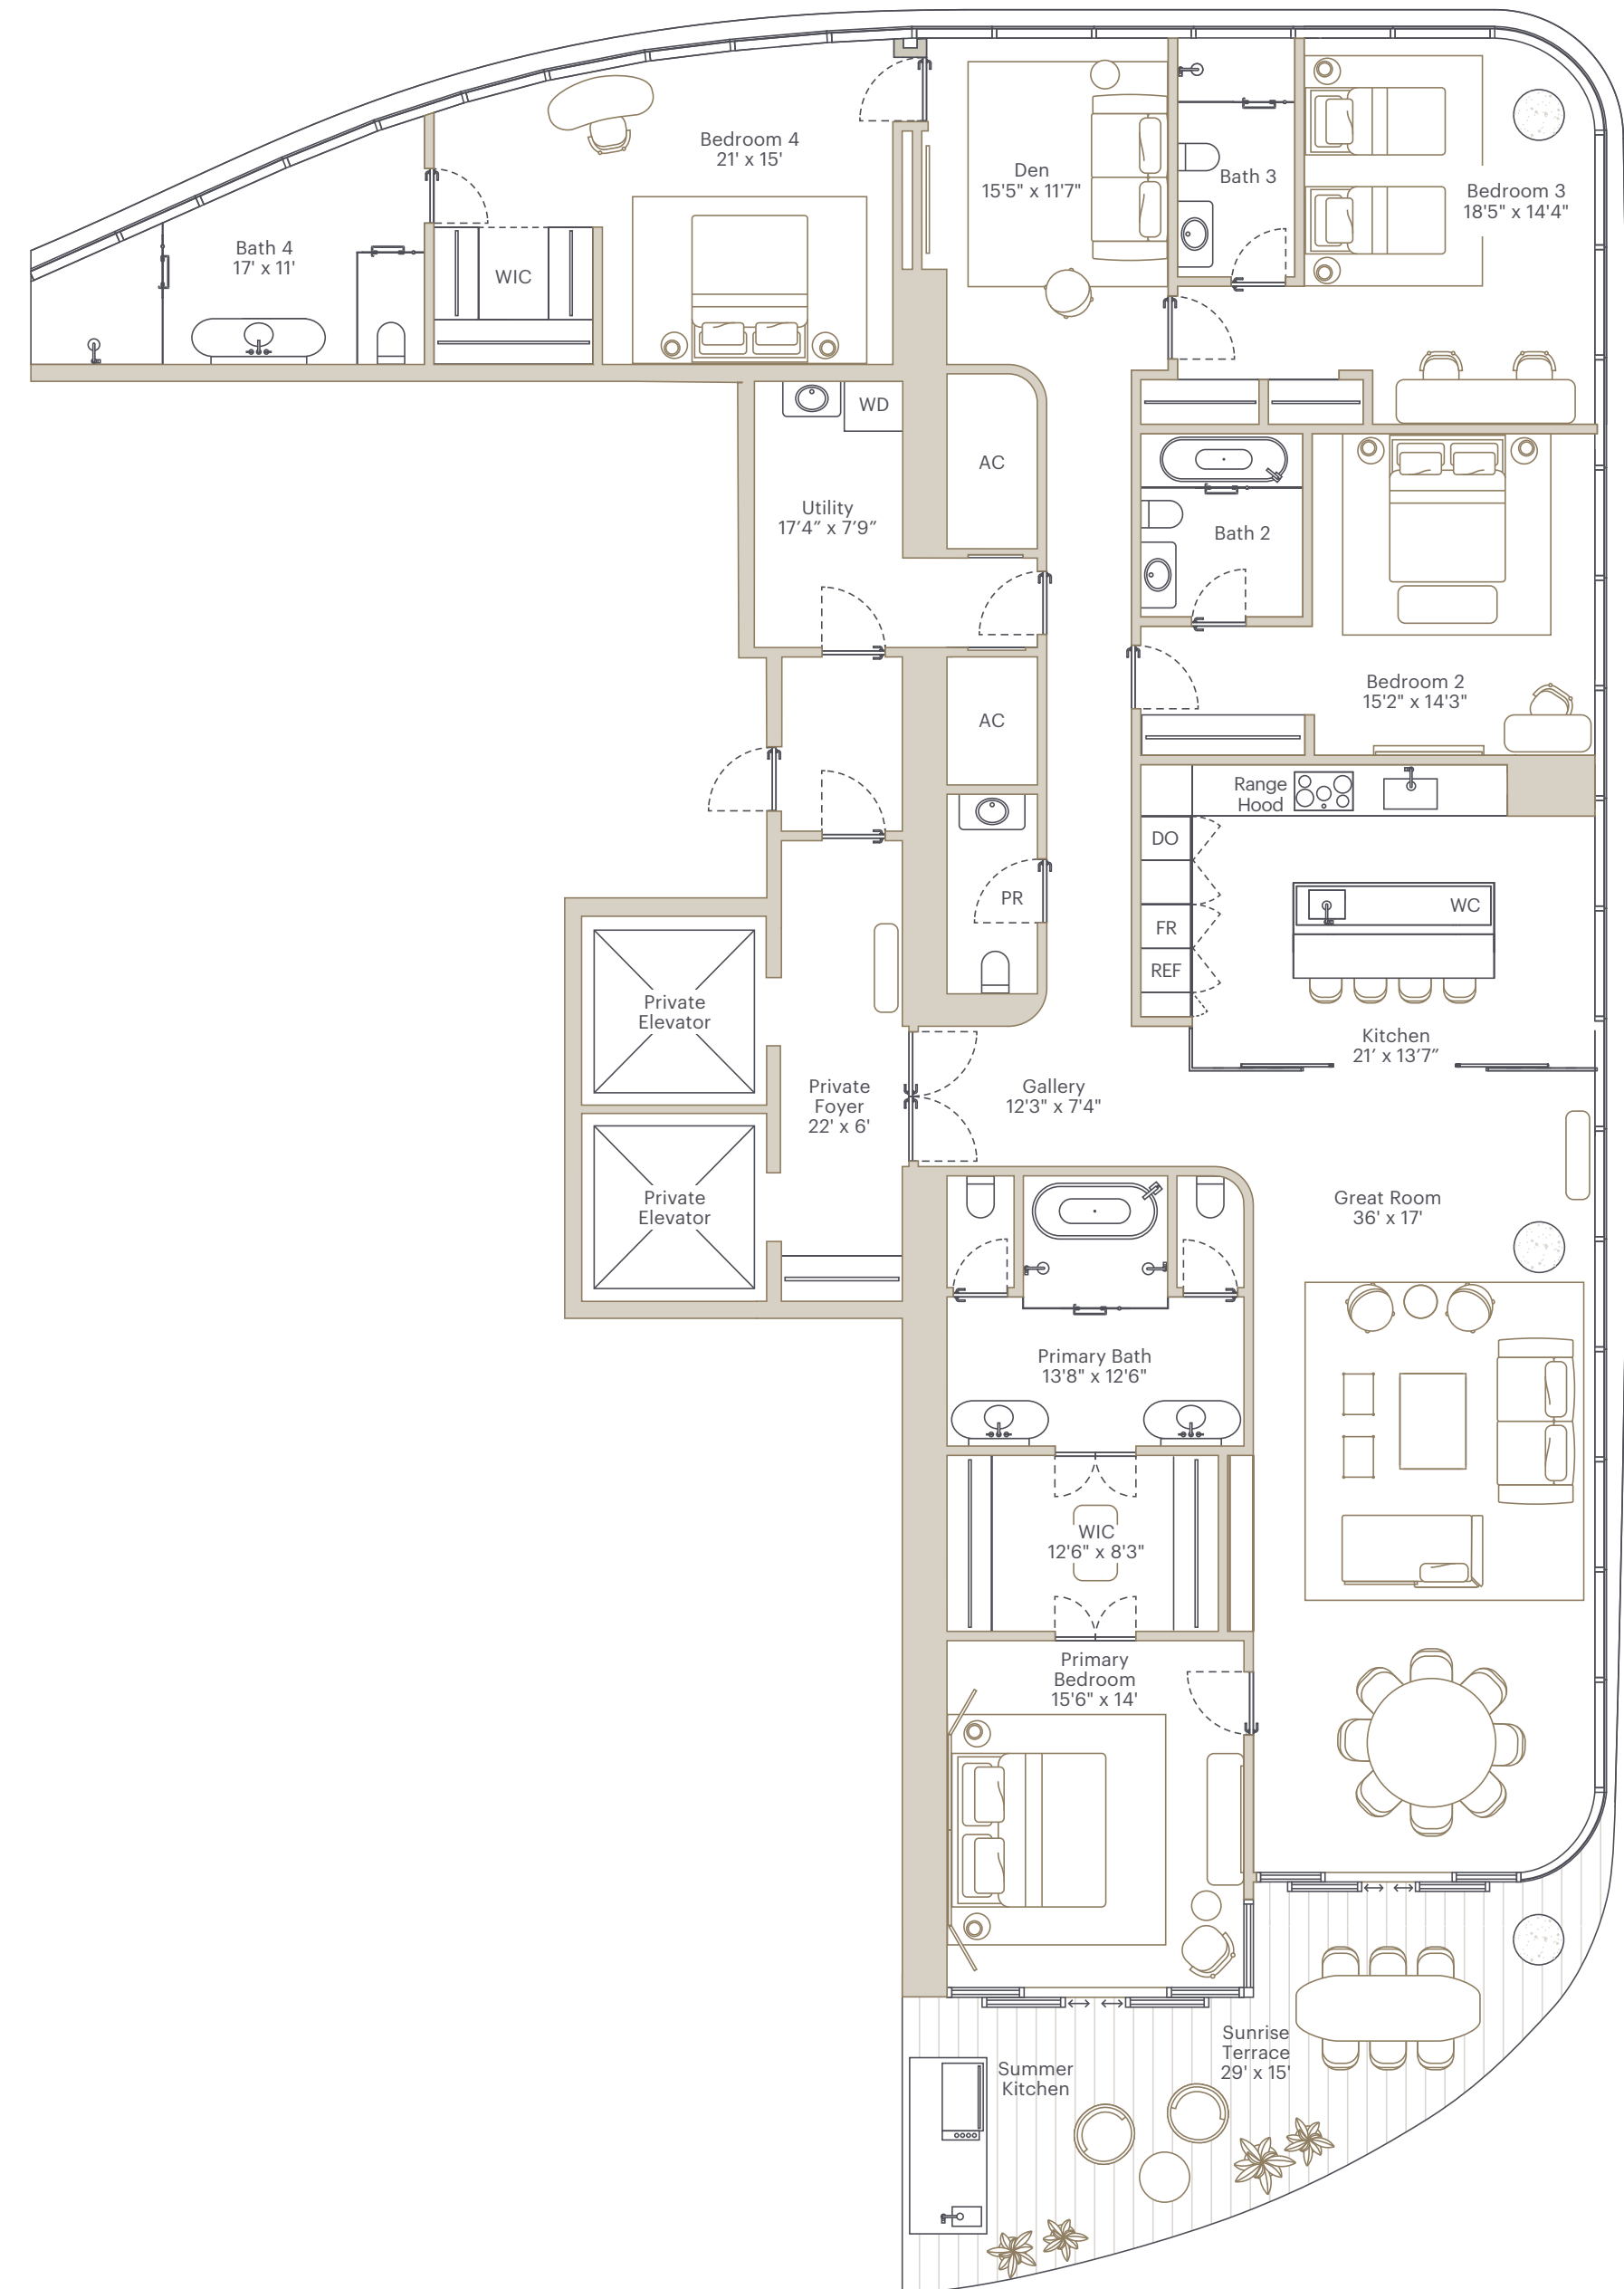 Bedroom 4
21' x 15'
Den
15'5" x 11'7"
Bath 3
Bedroom 3
18'5" x 14'4"
Bath 4
17' x 11'
WIC
WD
AC
Utility
17′4″ x 7′9″
Bath 2
Bedroom 2
15'2" x 14'3"
AC
Range
Hood
DO
PR
WC
FR
REF
Private
Elevator
Kitchen
21′ x 13′7″
Private
Foyer
22' x 6'
Gallery
12'3" x 7'4"
Private
Elevator
Great Room
36' x 17'
Primary Bath
13'8" x 12'6"
WIC
12'6" x 8'3"
Primary
Bedroom
15'6" x 14'
Sunrise
Terrace
29' x 15'
Summer
Kitchen